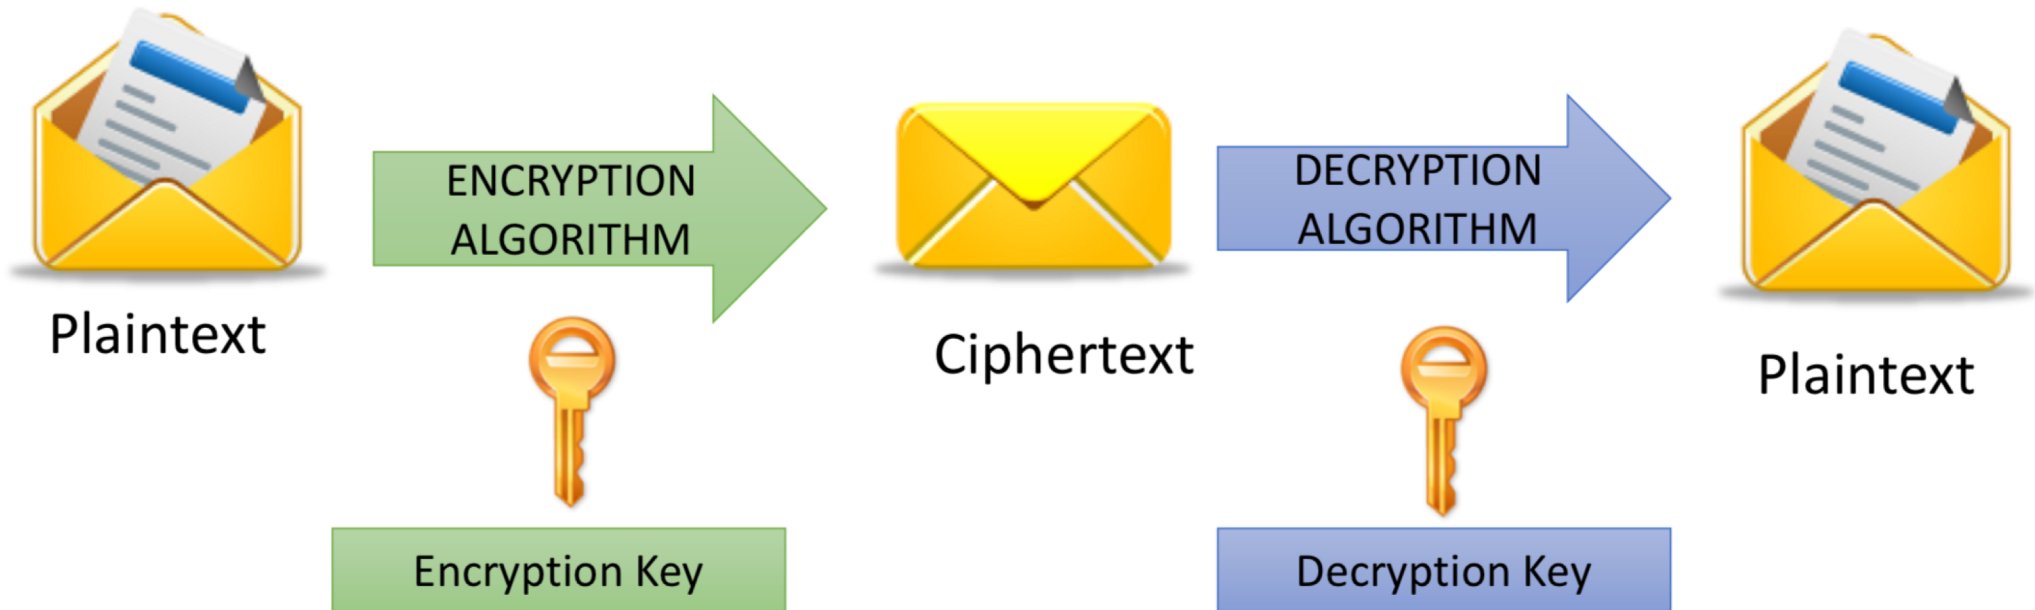 ENCRYPTION
ALGORITHM
DECRYPTION
ALGORITHM
Plaintext
Ciphertext
Plaintext
Encryption Key
Decryption Key